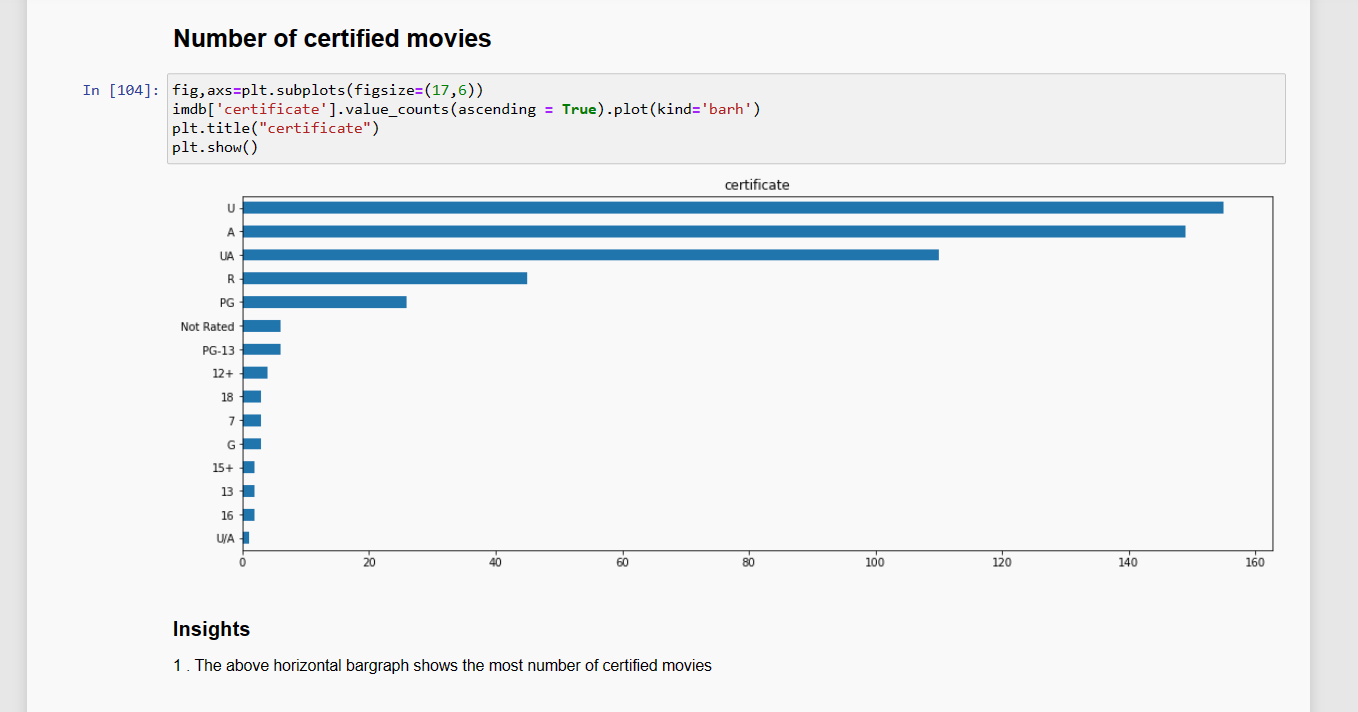 Number of certified movies
In [104]: fig,axs=plt.subplots(figsize=(17,6))
imdb['certificate'].value_counts(ascending = True).plot(kind='barh')
plt.title("certificate")
plt.show()
certificate
U
A
UA
R
PG
Not Rated
PG-13
12+
18
7
G
15+
13
16
U/A
0 20 40 60 80 100 120 140 160
Insights
1 . The above horizontal bargraph shows the most number of certified movies